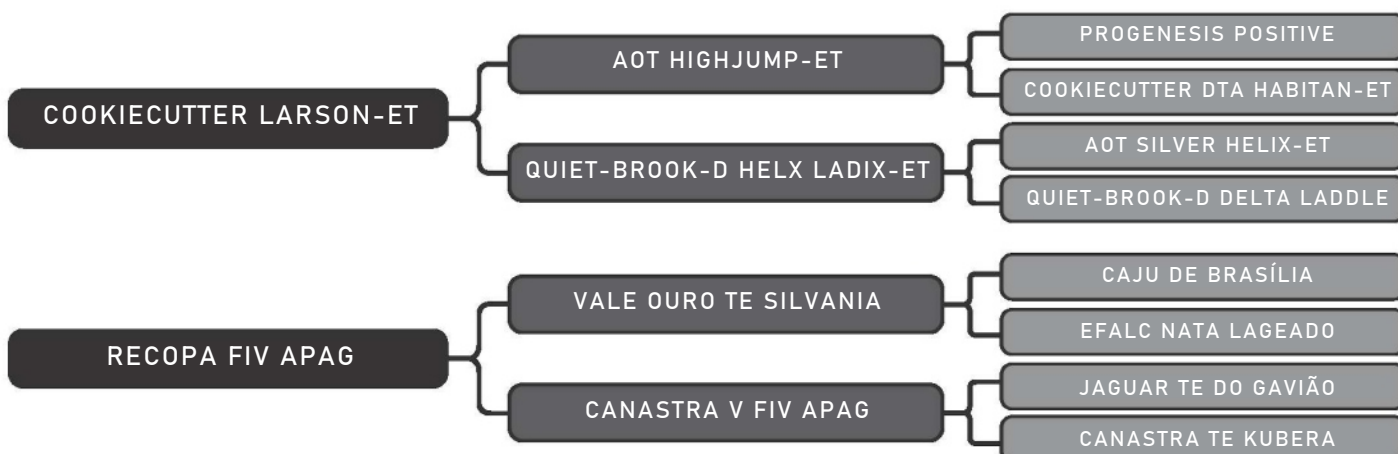 PROGENESIS POSITIVE
AOT HIGHJUMP-ET
COOKIECUTTER DTA HABITAN-ET
COOKIECUTTER LARSON-ET
AOT SILVER HELIX-ET
QUIET-BROOK-D HELX LADIX-ET
QUIET-BROOK-D DELTA LADDLE
CAJU DE BRASÍLIA
VALE OURO TE SILVANIA
EFALC NATA LAGEADO
RECOPA FIV APAG
JAGUAR TE DO GAVIÃO
CANASTRA V FIV APAG
CANASTRA TE KUBERA